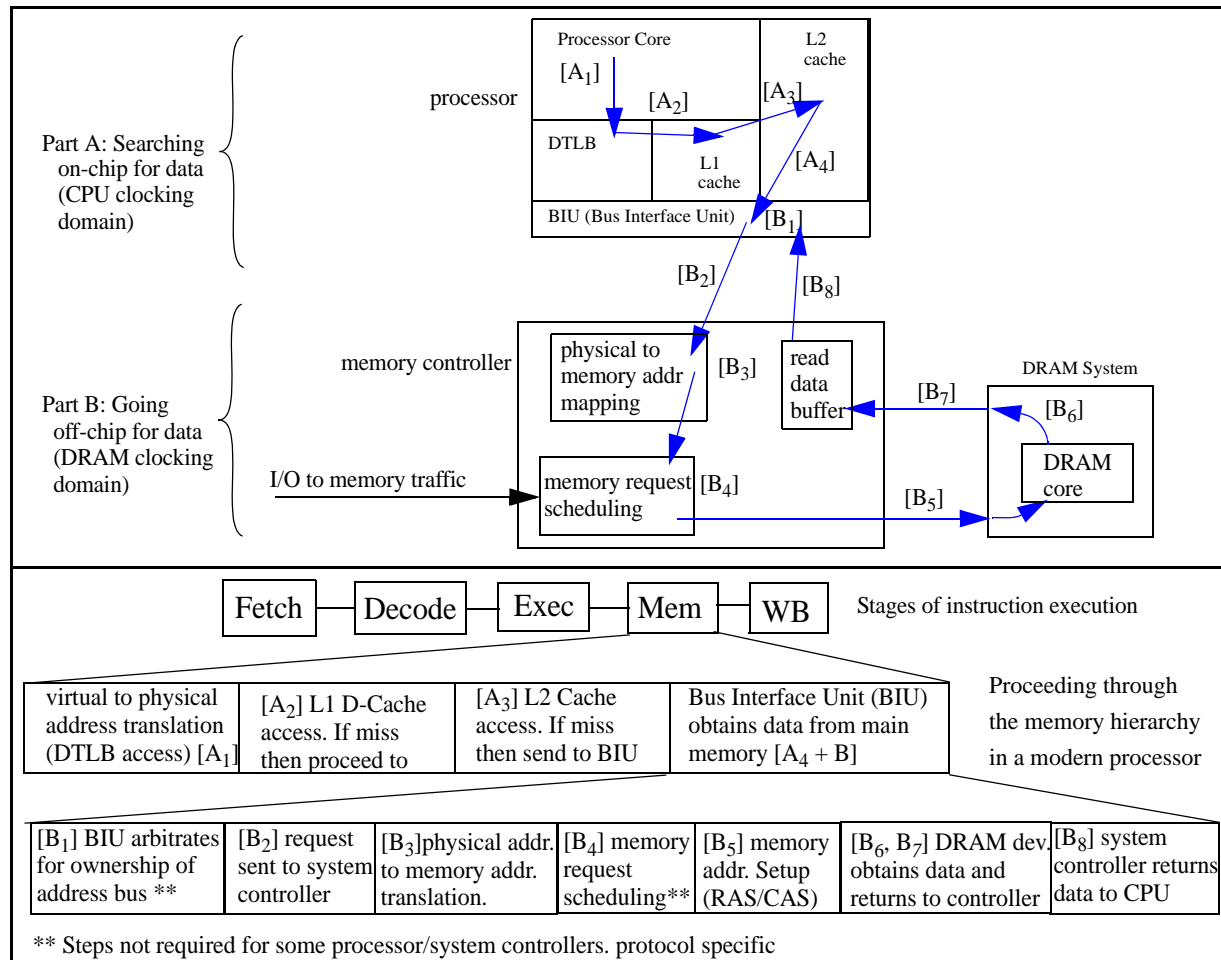 Processor Core
L2
cache
[A1]
[A2]
[A3]
processor
DTLB
L1
cache
[A4]
BIU (Bus Interface Unit)
[B1]
Part A: Searching
on-chip for data
(CPU clocking
domain)
[B2]
[B8]
memory controller
physical to
memory addr
mapping
[B3]
read
data
buffer
DRAM System
[B7]
[B6]
Part B: Going
off-chip for data
(DRAM clocking
domain)
DRAM
core
I/O to memory traffic
memory request
scheduling
[B4]
[B5]
Fetch
Decode
Exec
Mem
WB
Stages of instruction execution
virtual to physical
address translation
(DTLB access) [A1]
[A2] L1 D-Cache
access. If miss
then proceed to
[A3] L2 Cache
access. If miss
then send to BIU
Bus Interface Unit (BIU)
obtains data from main
memory [A4 + B]
Proceeding through
the memory hierarchy
in a modern processor
[B1] BIU arbitrates
for ownership of
address bus **
[B2] request
sent to system
controller
[B3]physical addr.
to memory addr.
translation.
[B4] memory
request
scheduling**
[B5] memory
addr. Setup
(RAS/CAS)
[B6, B7] DRAM dev.
obtains data and
returns to controller
[B8] system
controller returns
data to CPU
** Steps not required for some processor/system controllers. protocol specific